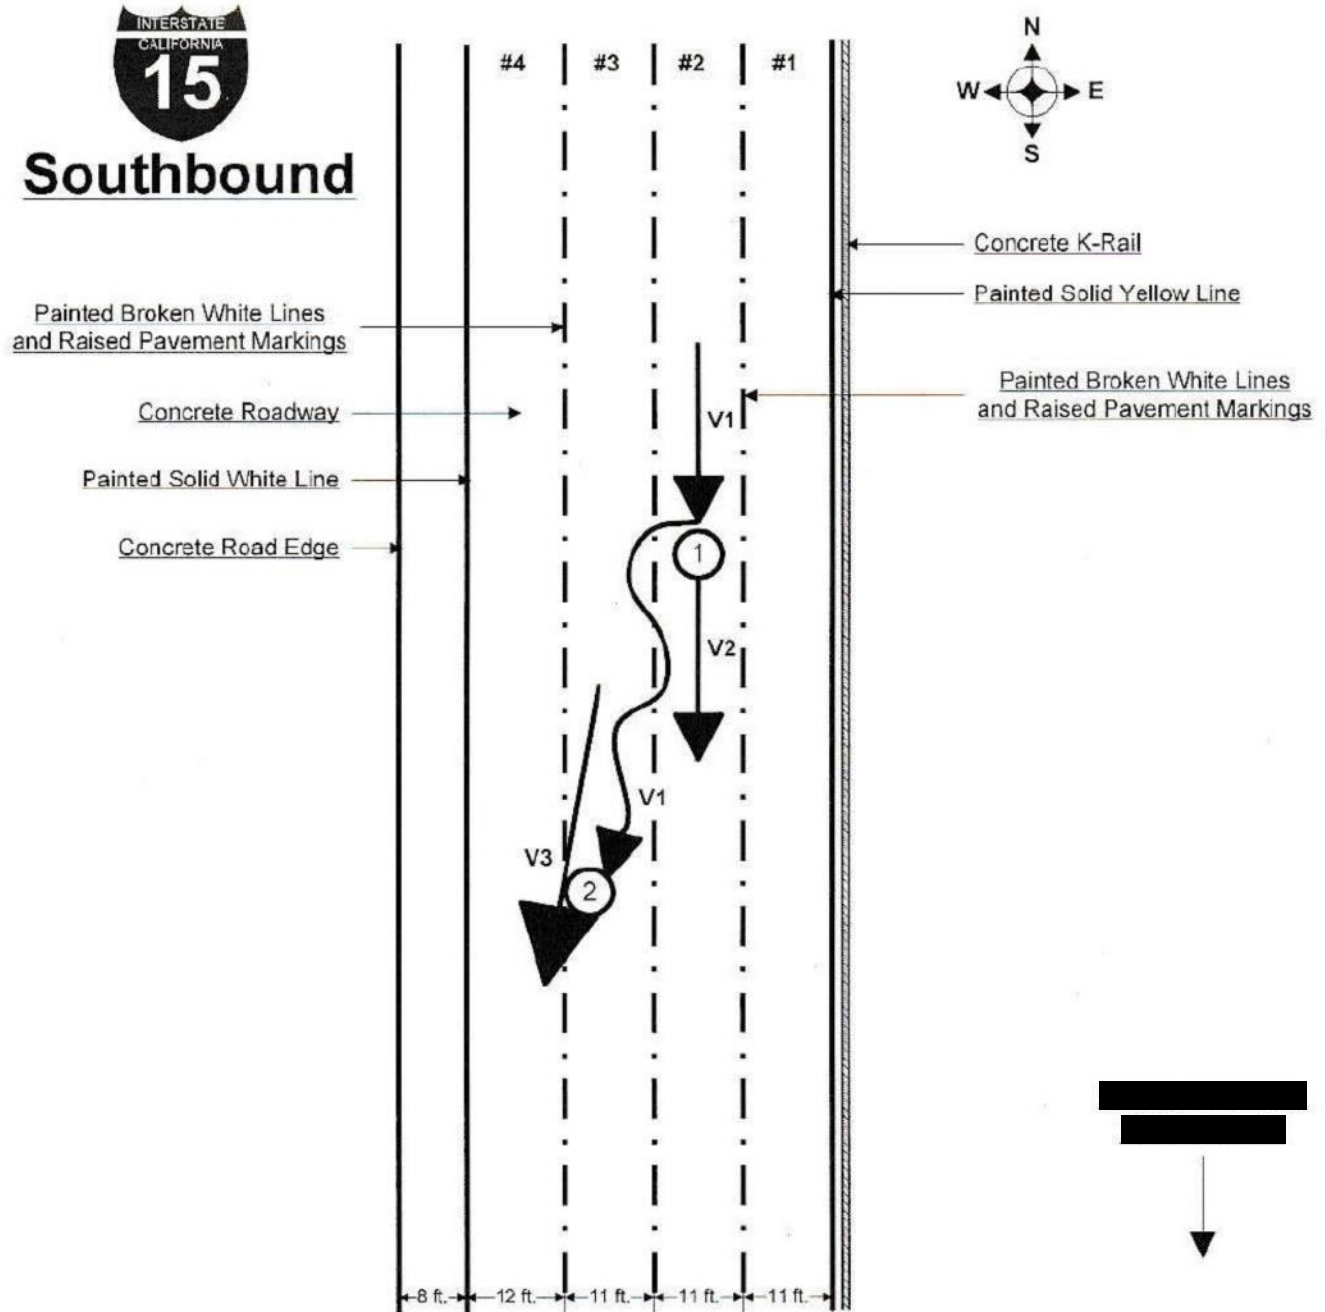 INTERSTATE
CALIFORNIA
15
Southbound
#4
#3
#2
#1
N
W
E
S
Concrete K-Rail
Painted Solid Yellow Line
Painted Broken White Lines
and Raised Pavement Markings
Painted Broken White Lines
and Raised Pavement Markings
Concrete Roadway
V1
Painted Solid White Line
Concrete Road Edge
1
V2
V1
V3
2
8 ft.
12 ft.
11 ft.
11 ft.
11 ft.